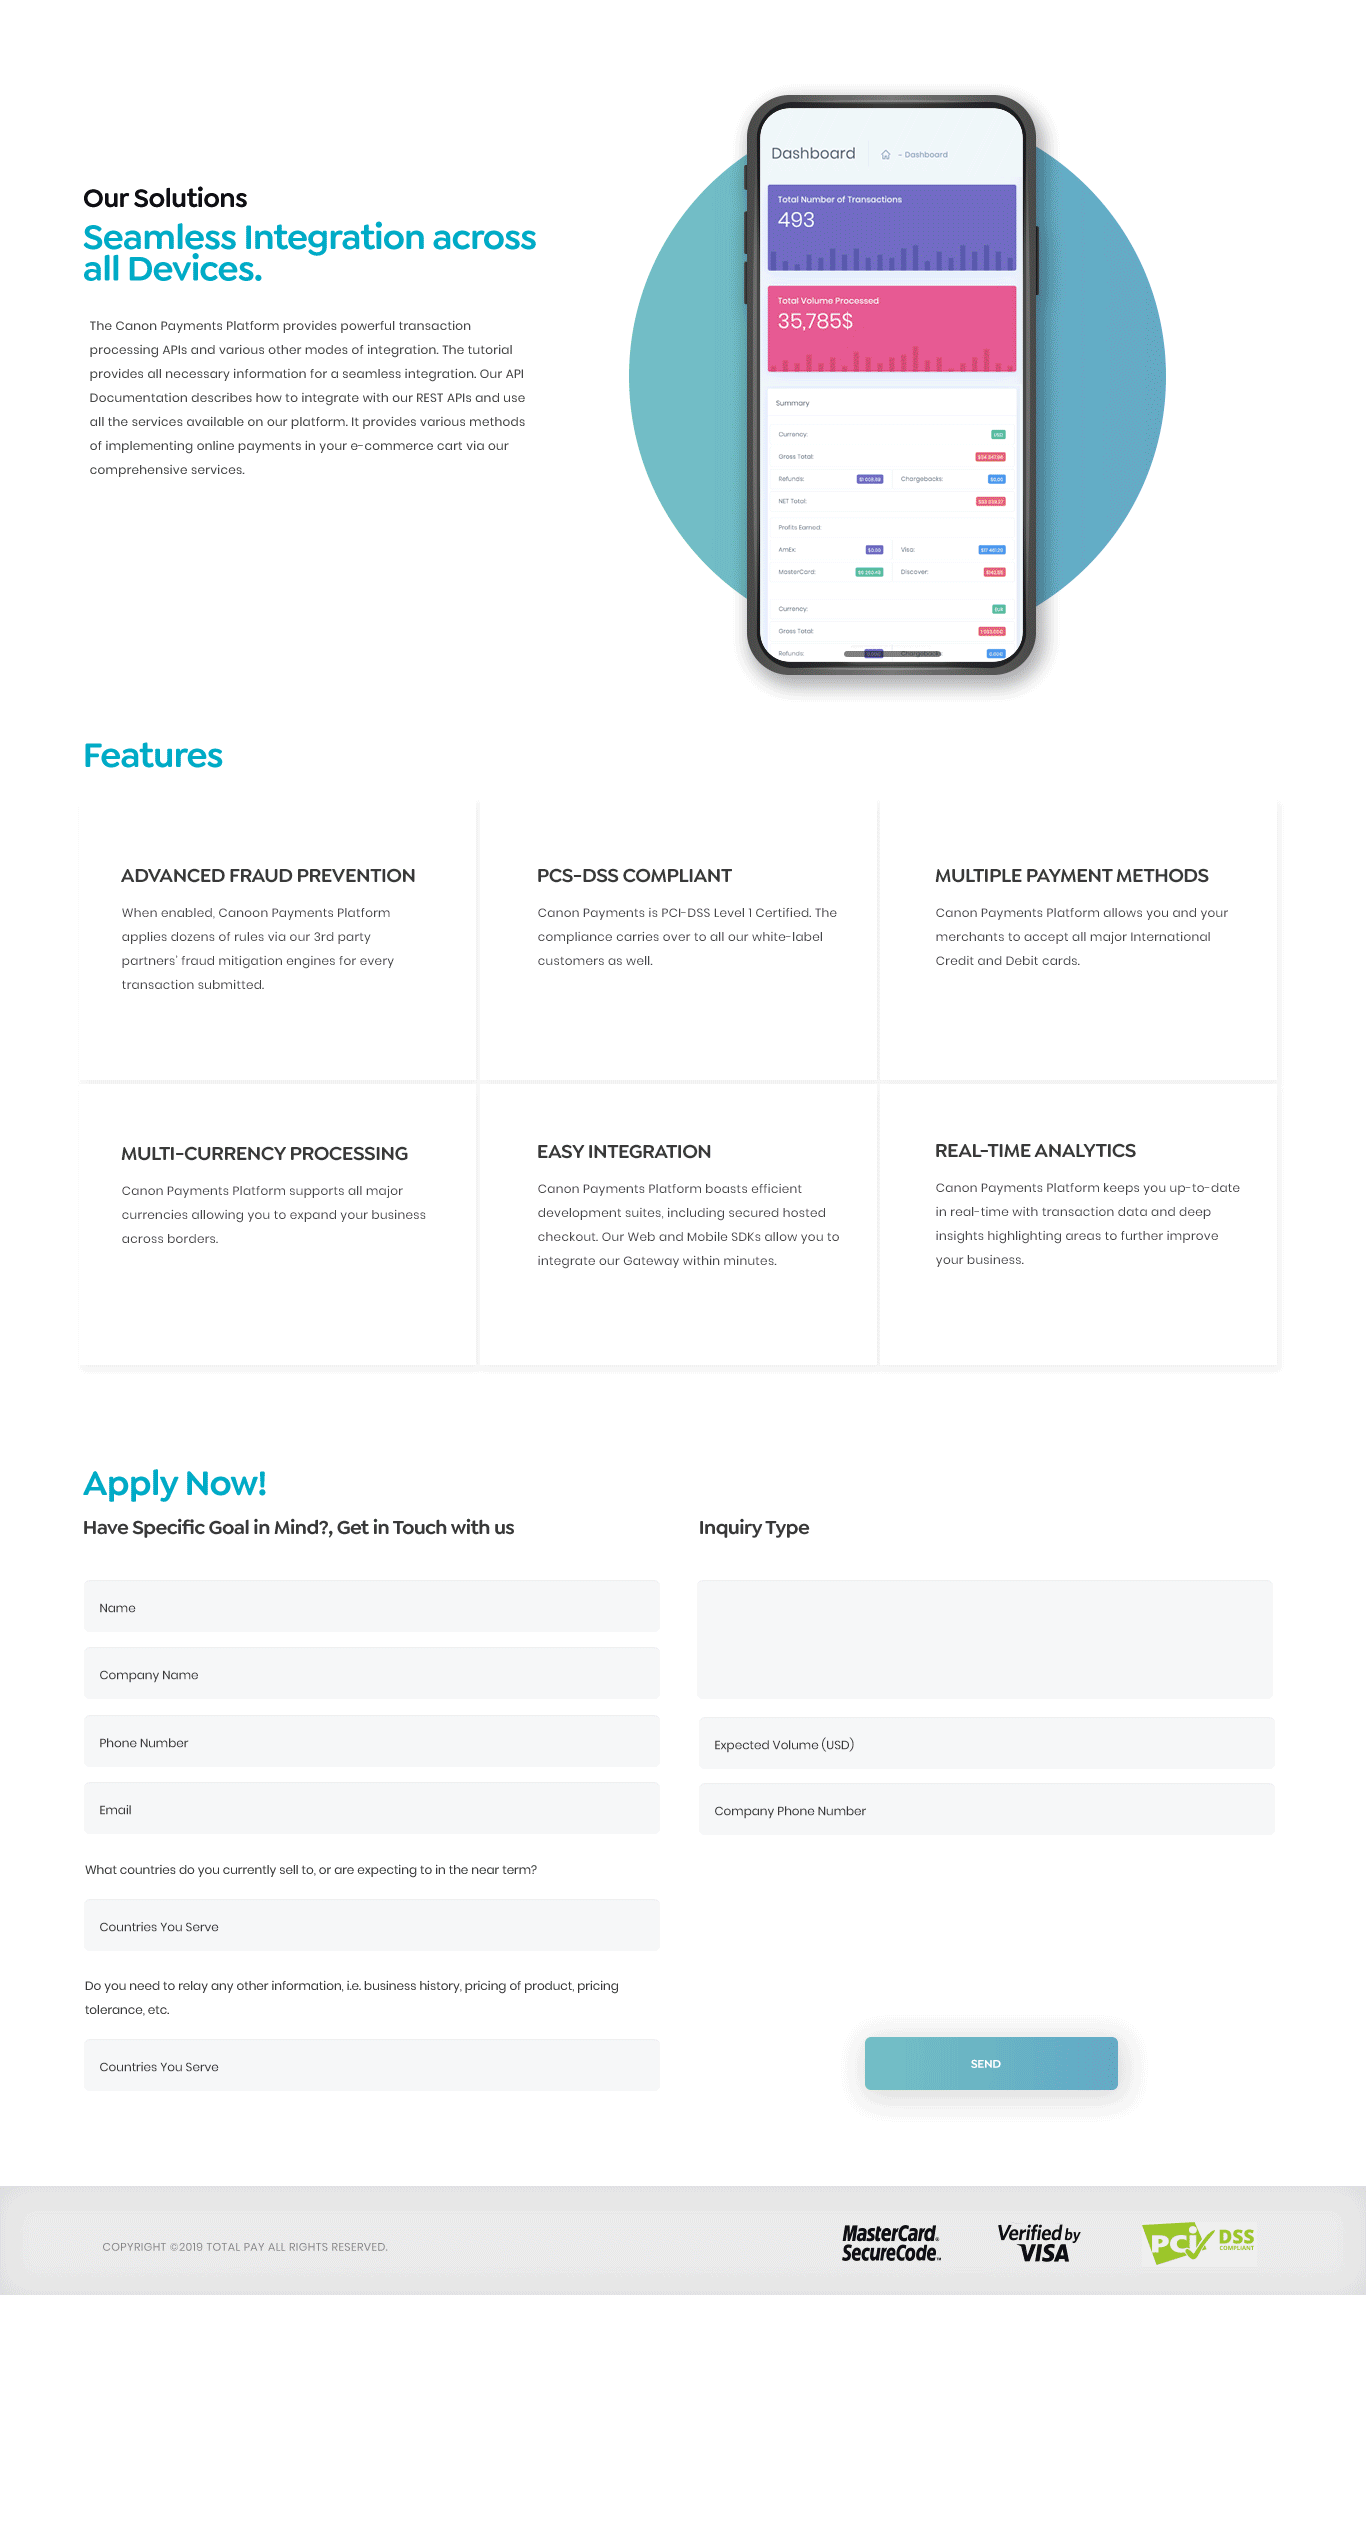 Our Solutions
Seamless Integration across
all Devices.
The Canon Payments Platform provides powerful transaction
processing APIs and various other modes of integration. The tutorial
provides all necessary information for a seamless integration. Our API
Documentation describes how to integrate with our REST APIs and use
all the services available on our platform. It provides various methods
of implementing online payments in your e-commerce cart via our
comprehensive services.
Dashboard
- Dashboard
Total Number of Transactions
493
Total Volume Processed
35,785$
Summary
Currency:
USD
Gross Total:
Refunds:
Chargebacks:
$0.00
NET Total:
Profits Earned:
AmEx:
$0.00
Visa:
MasterCard:
Discover:
Currency:
EUR
Gross Total:
Refunds:
Chargebacks:
Features
ADVANCED FRAUD PREVENTION
When enabled, Canoon Payments Platform
applies dozens of rules via our 3rd party
partners' fraud mitigation engines for every
transaction submitted.
PCS-DSS COMPLIANT
Canon Payments is PCI-DSS Level 1 Certified. The
compliance carries over to all our white-label
customers as well.
MULTIPLE PAYMENT METHODS
Canon Payments Platform allows you and your
merchants to accept all major International
Credit and Debit cards.
MULTI-CURRENCY PROCESSING
Canon Payments Platform supports all major
currencies allowing you to expand your business
across borders.
EASY INTEGRATION
Canon Payments Platform boasts efficient
development suites, including secured hosted
checkout. Our Web and Mobile SDKs allow you to
integrate our Gateway within minutes.
REAL-TIME ANALYTICS
Canon Payments Platform keeps you up-to-date
in real-time with transaction data and deep
insights highlighting areas to further improve
your business.
Apply Now!
Have Specific Goal in Mind?, Get in Touch with us
Name
Company Name
Phone Number
Email
What countries do you currently sell to, or are expecting to in the near term?
Countries You Serve
Do you need to relay any other information, i.e. business history, pricing of product, pricing
tolerance, etc.
Countries You Serve
Inquiry Type
Expected Volume (USD)
Company Phone Number
SEND
COPYRIGHT ©2019 TOTAL PAY ALL RIGHTS RESERVED.
MasterCard.
SecureCode™
Verified by
VISA
PCi DSS
COMPLIANT